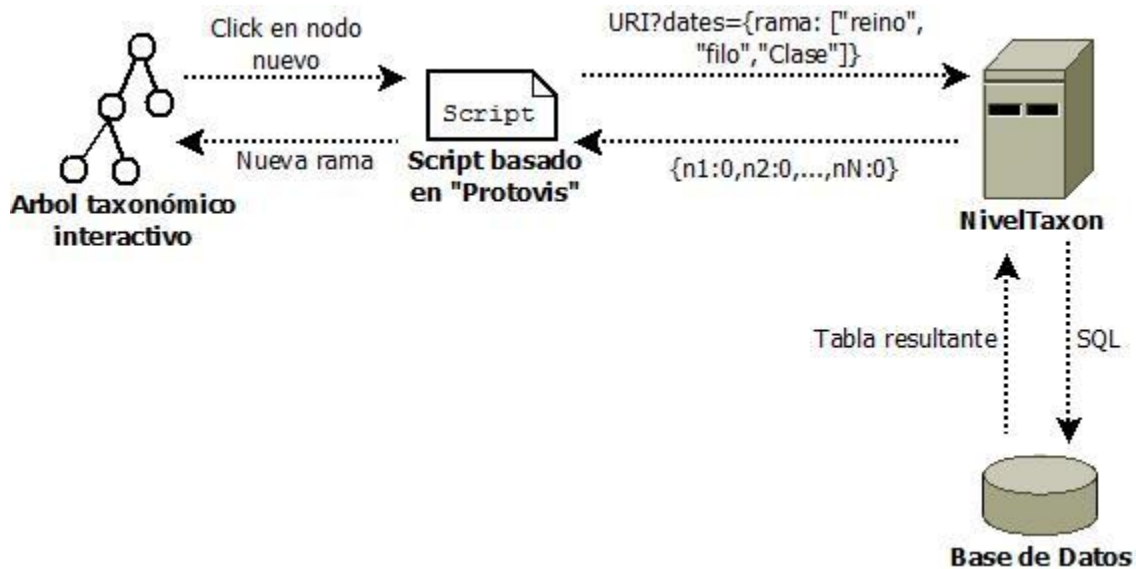 Click en nodo
nuevo
URI?dates={rama: ["reino",
"filo","Clase"]}
Script
Nueva rama
Script basado
en "Protovis"
{n1:0,n2:0,...,nN:0}
Arbol taxonómico
interactivo
NivelTaxon
Tabla resultante
SQL
Base de Datos